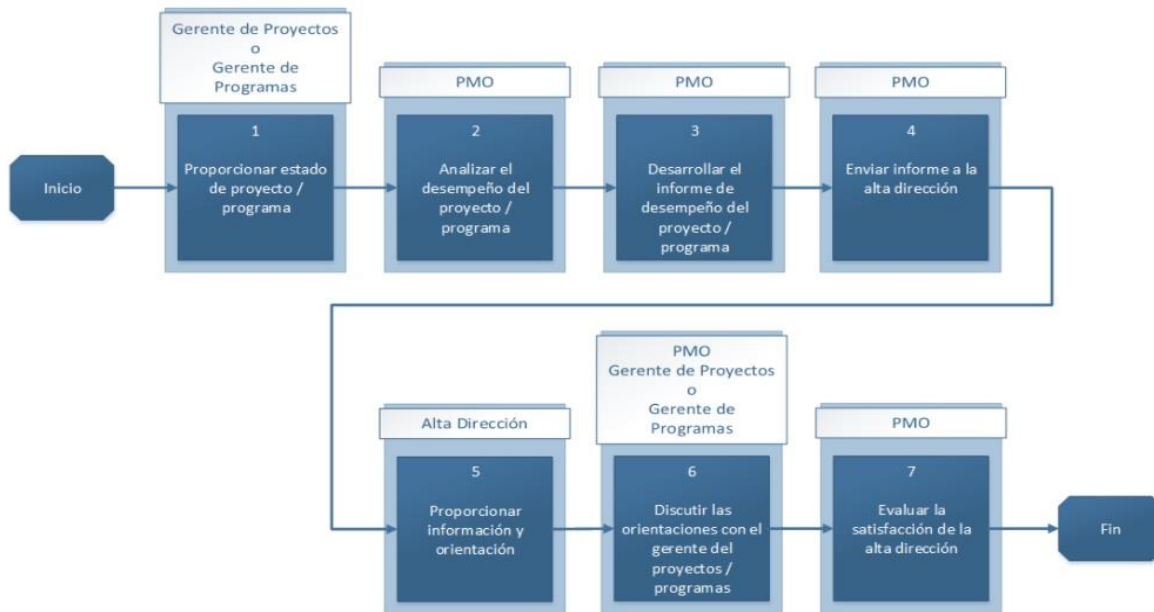 Gerente de Proyectos
o
Gerente de
Programas
PMO
PMO
PMO
Inicio
1
Proporcionar estado
de proyecto /
programa
2
Analizar el
desempeño del
proyecto /
programa
3
Desarrollar el
informe de
desempeño del
proyecto /
programa
4
Enviar informe a la
alta dirección
Alta Dirección
PMO
Gerente de Proyectos
o
Gerente de
Programas
PMO
5
Proporcionar
información y
orientación
6
Discutir las
orientaciones con el
gerente del
proyectos /
programas
7
Evaluar la
satisfacción de la
alta dirección
Fin